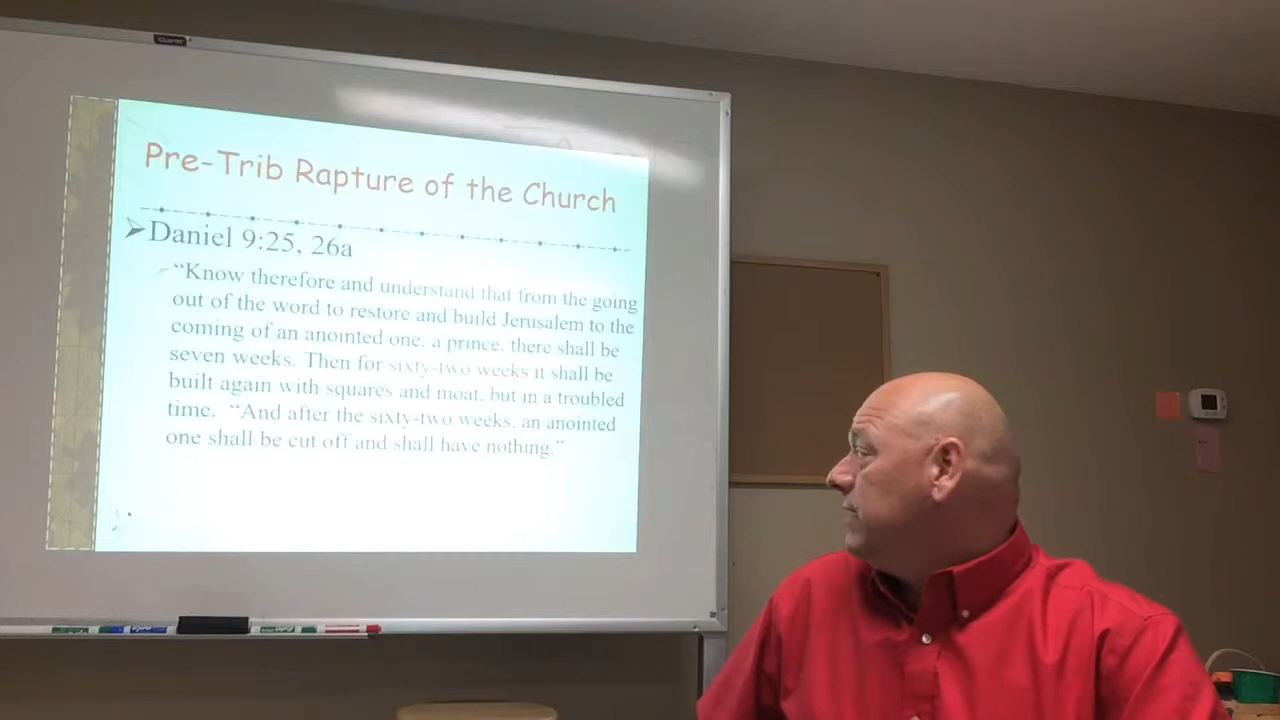 Pre-Trib Rapture of the Church
Daniel 9:25, 26a
“Know therefore and understand that from the going
out of the word to restore and build Jerusalem to the
coming of an anointed one, a prince, there shall be
seven weeks. Then for sixty-two weeks it shall be
built again with squares and moat, but in a troubled
time. “And after the sixty-two weeks, an anointed
one shall be cut off and shall have nothing.”